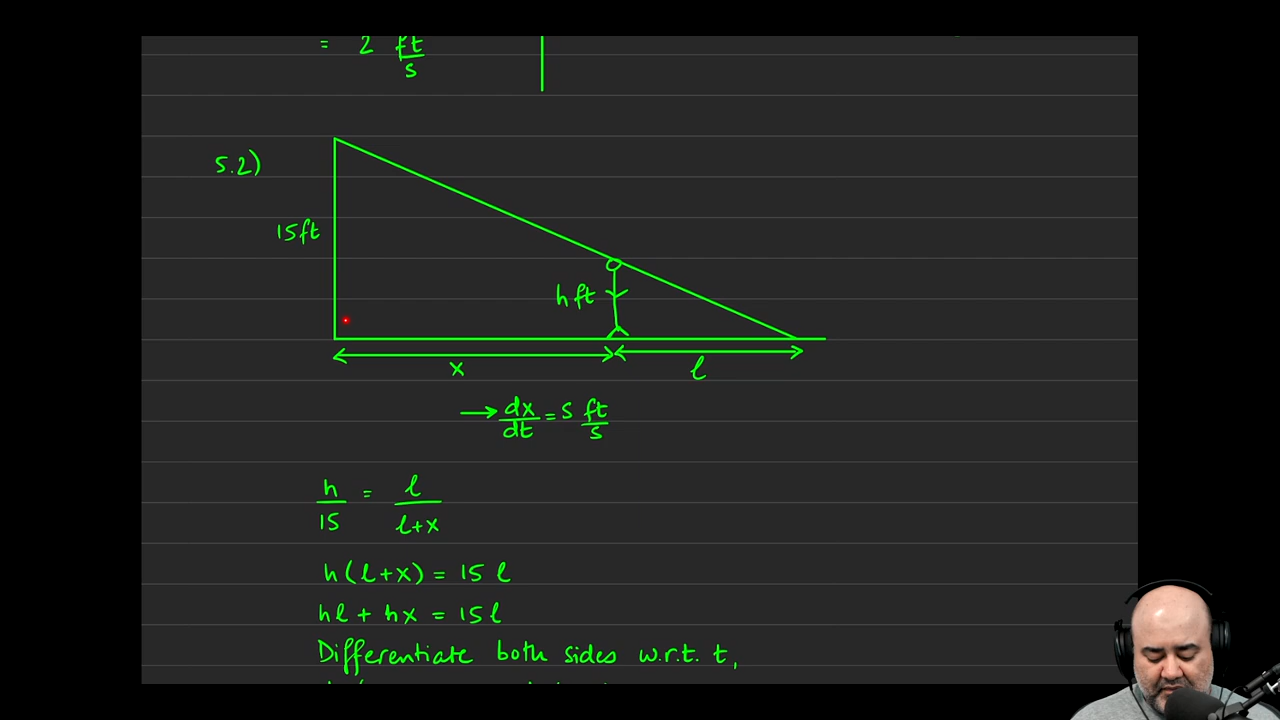 = 2 ft/s
5.2)
15ft
h ft
x
l
→ dx/dt = 5 ft/s
h/15 = l/(l+x)
h(l+x) = 15 l
hl + hx = 15 l
Differentiate both sides w.r.t. t,